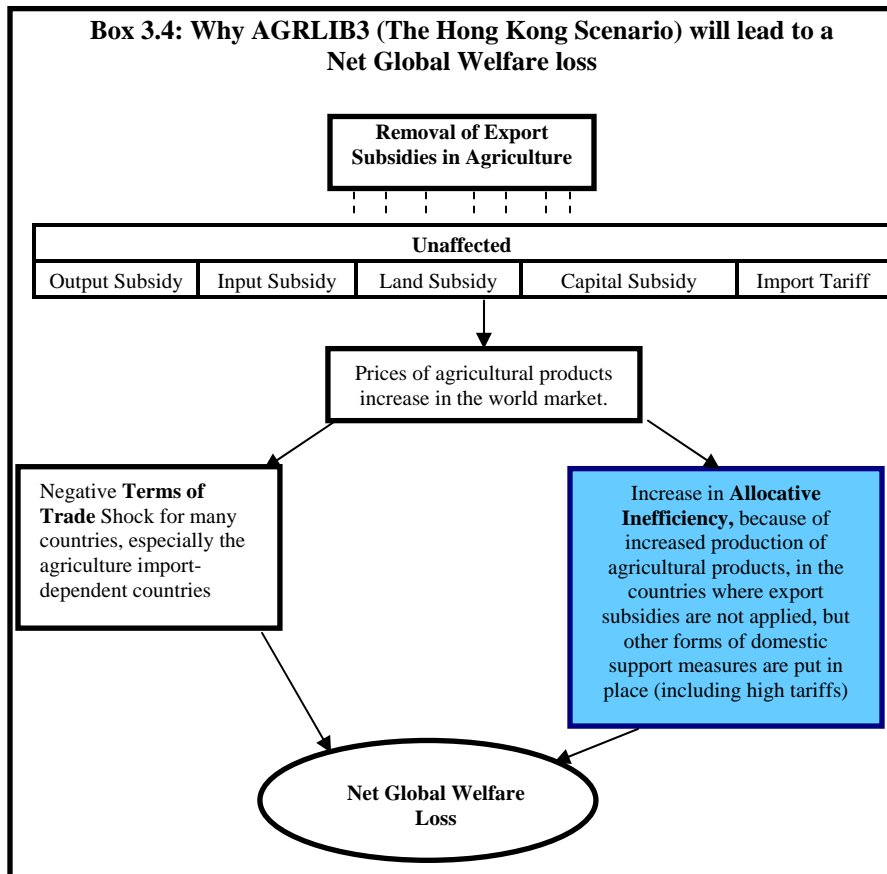 Box 3.4: Why AGRLIB3 (The Hong Kong Scenario) will lead to a
Net Global Welfare loss
Removal of Export
Subsidies in Agriculture
Unaffected
Output Subsidy Input Subsidy Land Subsidy Capital Subsidy Import Tariff
Prices of agricultural products
increase in the world market.
Negative Terms of
Trade Shock for many
countries, especially the
agriculture import-
dependent countries
Increase in Allocative
Inefficiency, because of
increased production of
agricultural products, in the
countries where export
subsidies are not applied, but
other forms of domestic
support measures are put in
place (including high tariffs)
Net Global Welfare
Loss